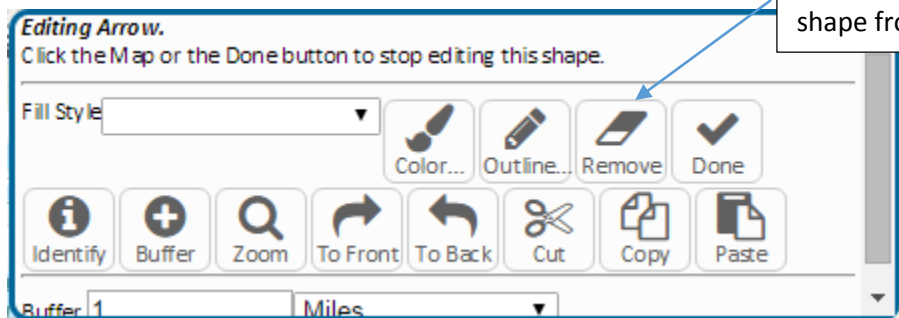 shape fro
Editing Arrow.
Click the Map or the Done button to stop editing this shape.
Fill Style
Color... Outline... Remove Done
Identify Buffer Zoom To Front To Back Cut Copy Paste
Buffer 1 Miles